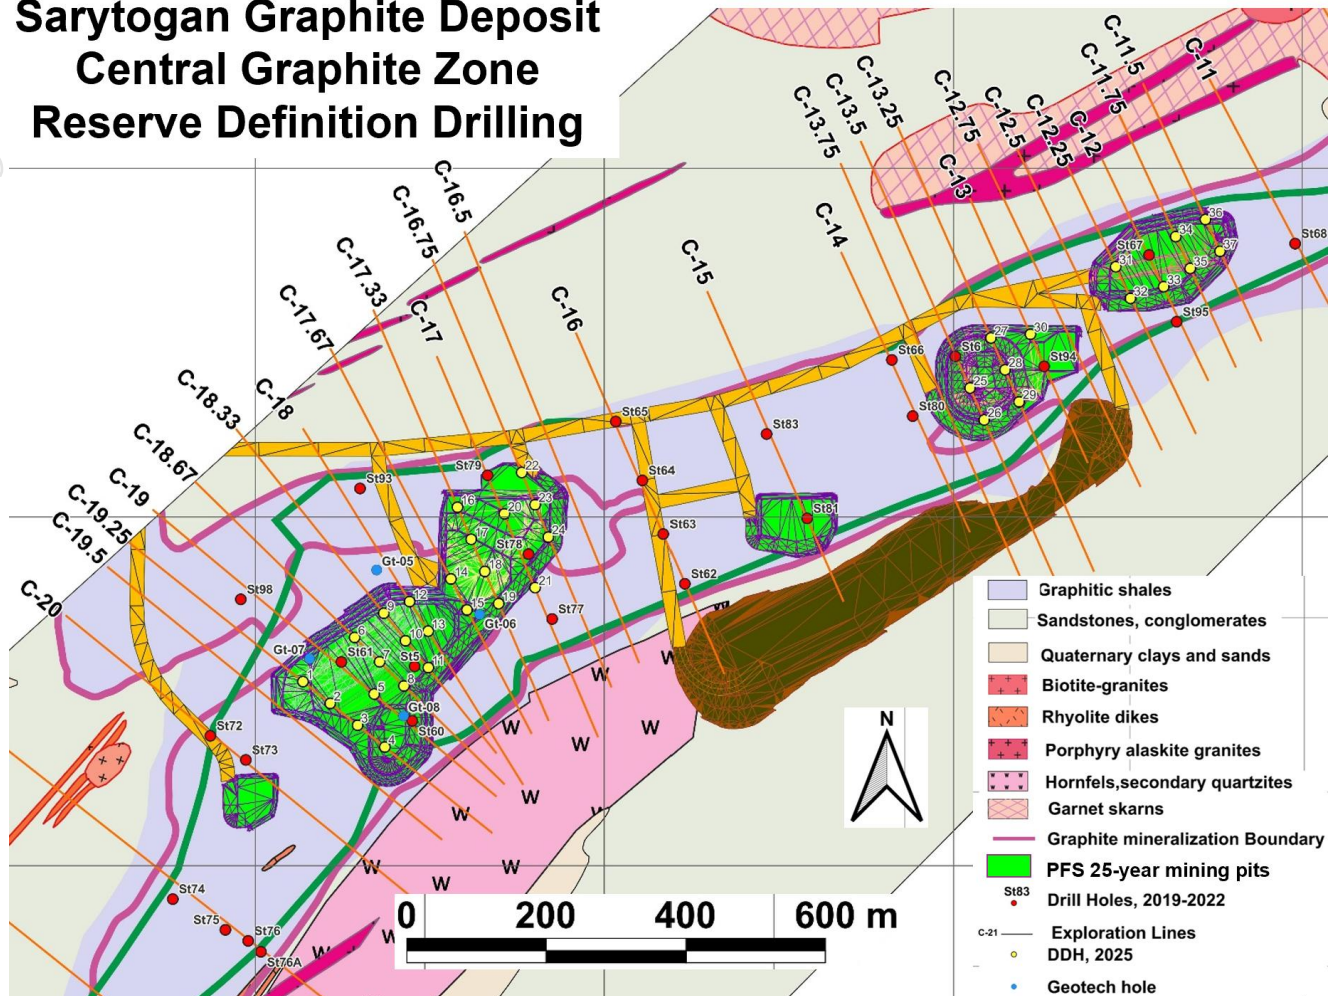 Sarytogan Graphite Deposit
Central Graphite Zone
Reserve Definition Drilling
C-11.5
C-11
C-11.75
C-13.25
C-13.5
C-13.75
C-12.75
C-12.5
C-12.25
C-12
C-13
C-16.5
C-16.75
C-14
C-15
C-17.33
C-17
C-16
C-17.67
C-18
C-18.33
C-18.67
C-19
C-19.25
C-19.5
C-20
36
34
37
St67
31
35
33
32
St68
St95
27
30
St66
St6
28
St94
25
29
26
St80
St65
St83
St79
22
St64
St93
16
20
23
St81
St63
17
24
St78
Gt-05
18
14
21
St62
St98
12
19
9
15
Gt-06
St77
13
6
10
Gt-07
St61
7
St5
11
1
8
5
2
Gt-08
3
St60
4
St72
St73
St74
St75
St76
St76A
W
W
W
W
W
W
W
W
W
W
W
N
0 200 400 600 m
Graphitic shales
Sandstones, conglomerates
Quaternary clays and sands
Biotite-granites
Rhyolite dikes
Porphyry alaskite granites
Hornfels,secondary quartzites
Garnet skarns
Graphite mineralization Boundary
PFS 25-year mining pits
St83
Drill Holes, 2019-2022
C-21
Exploration Lines
DDH, 2025
Geotech hole